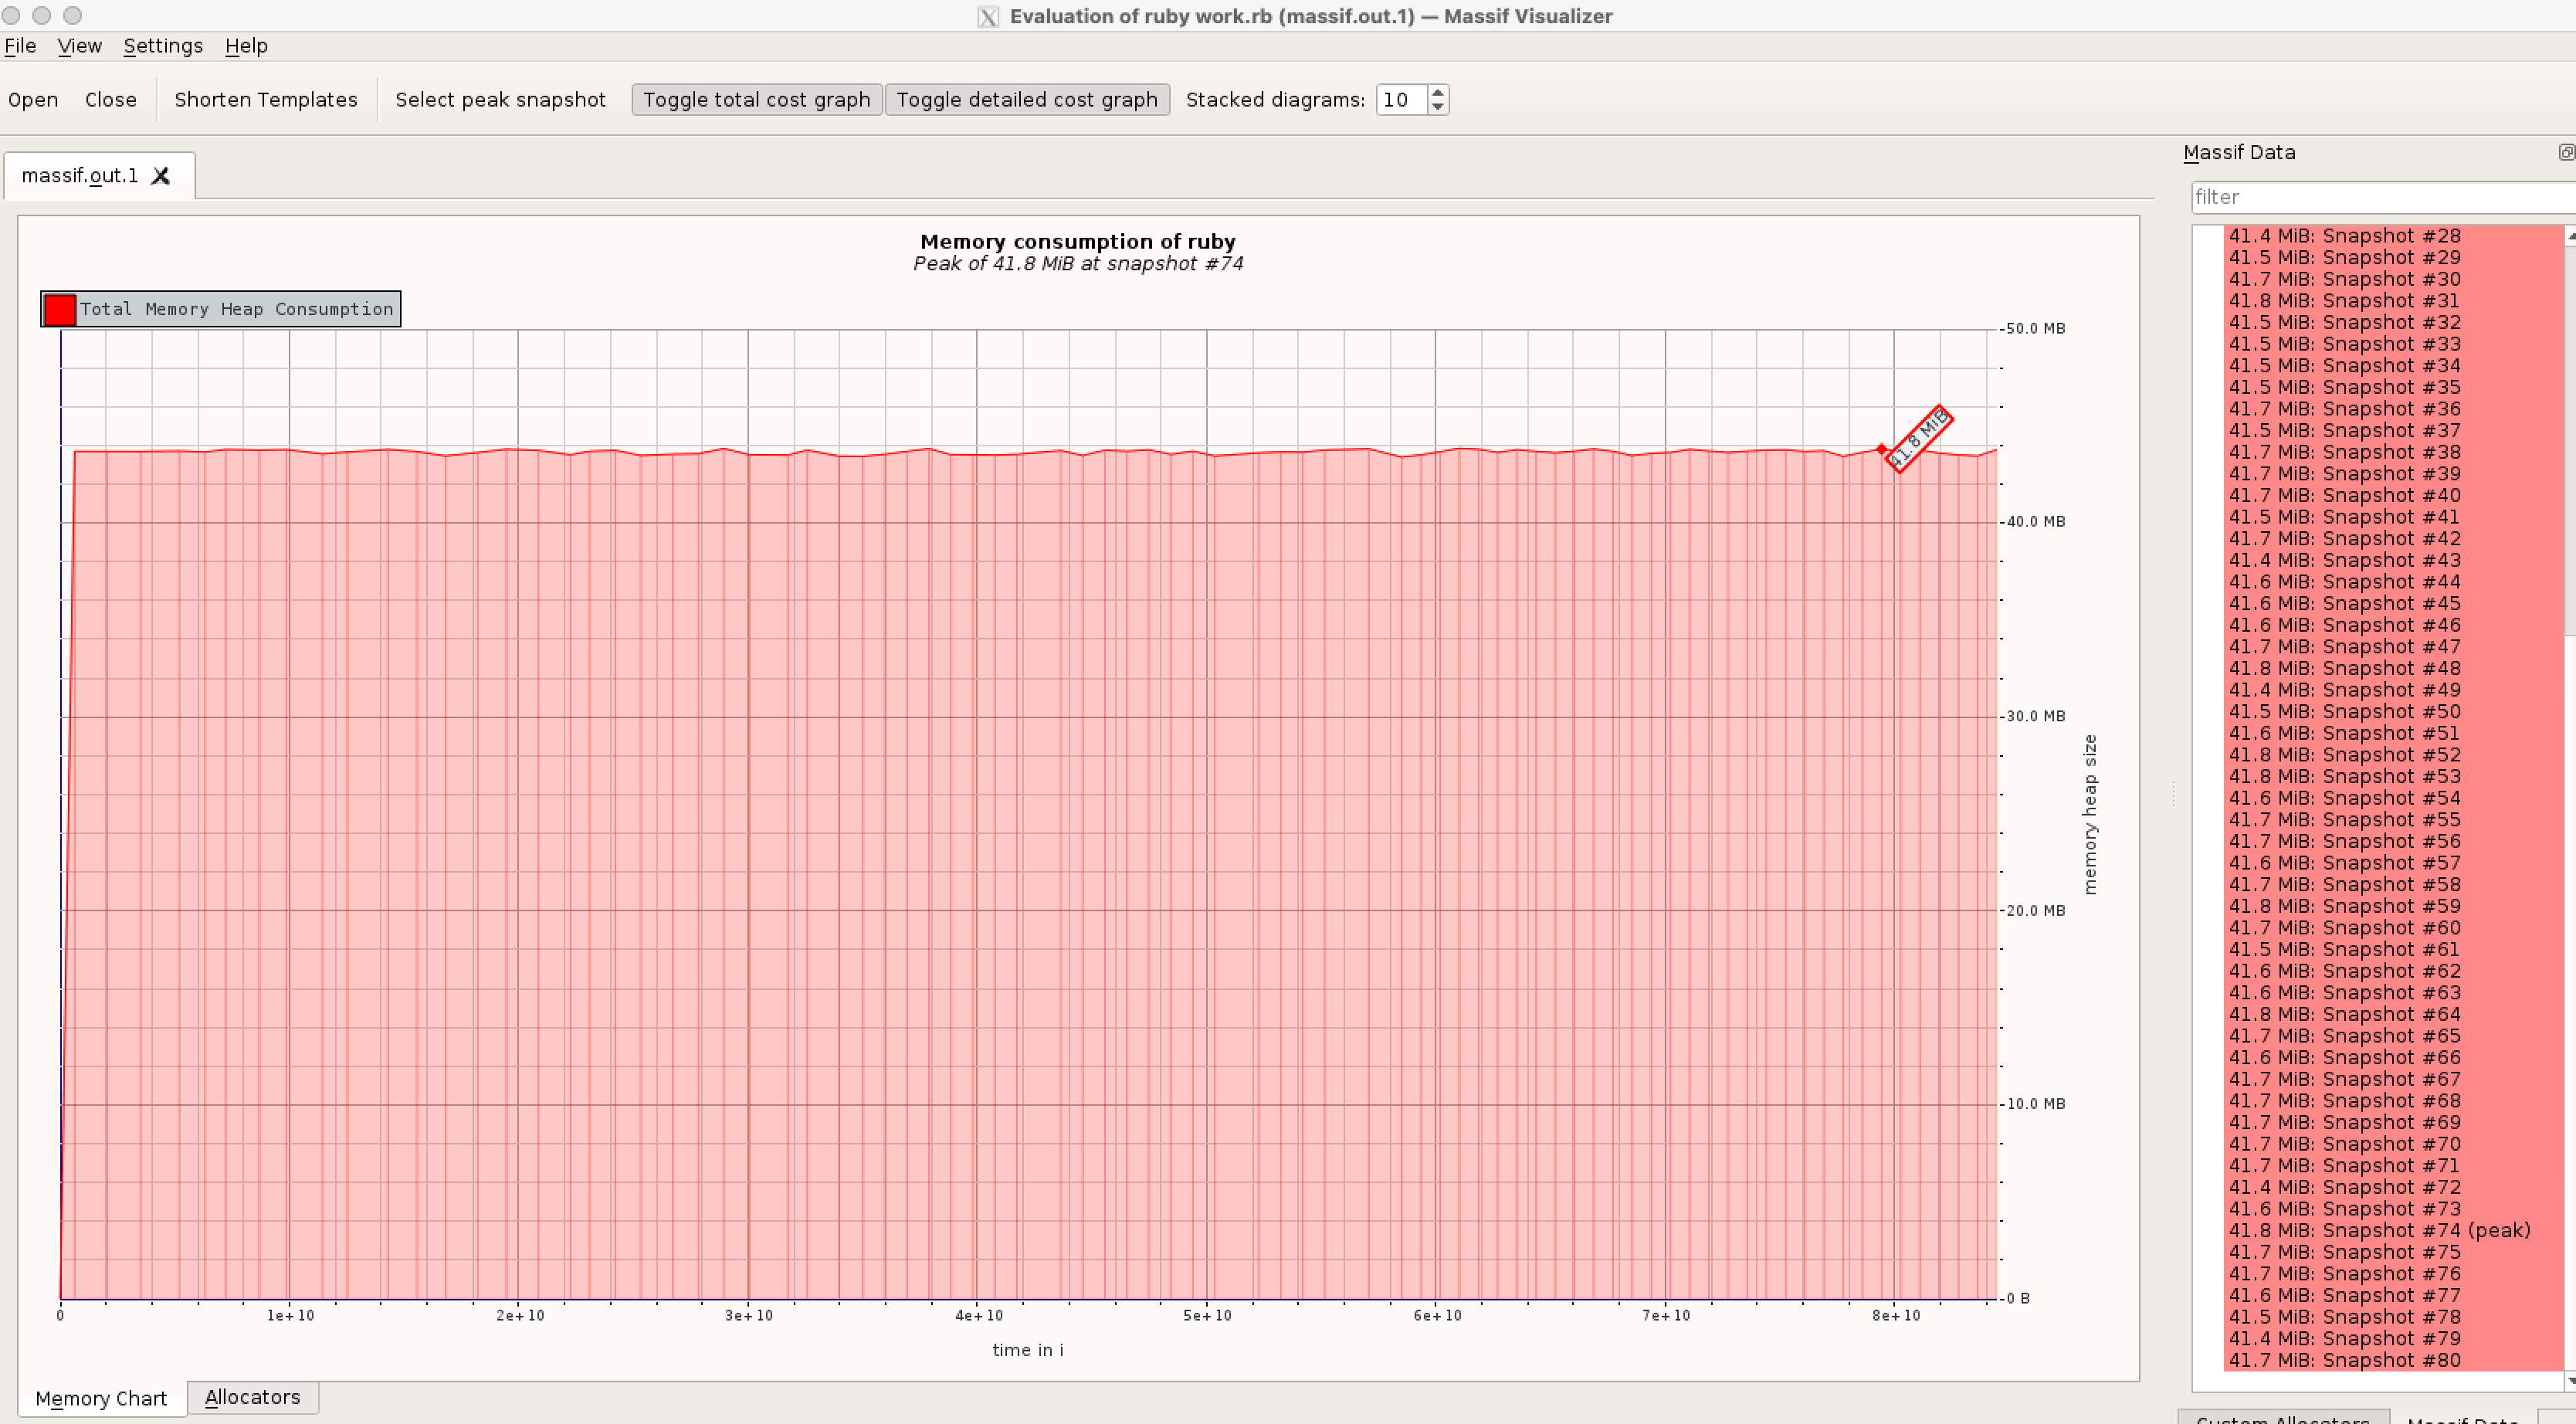 Evaluation of ruby work.rb (massif.out.1) — Massif Visualizer
File View Settings Help
Open Close Shorten Templates Select peak snapshot Toggle total cost graph Toggle detailed cost graph Stacked diagrams: 10
massif.out.1
Memory consumption of ruby
Peak of 41.8 MiB at snapshot #74
Total Memory Heap Consumption
50.0 MB
41.8 MiB
40.0 MB
30.0 MB
memory heap size
20.0 MB
10.0 MB
0 B
0 1e+10 2e+10 3e+10 4e+10 5e+10 6e+10 7e+10 8e+10
time in i
Memory Chart Allocators
Massif Data
filter
41.4 MiB: Snapshot #28
41.5 MiB: Snapshot #29
41.7 MiB: Snapshot #30
41.8 MiB: Snapshot #31
41.5 MiB: Snapshot #32
41.5 MiB: Snapshot #33
41.5 MiB: Snapshot #34
41.5 MiB: Snapshot #35
41.7 MiB: Snapshot #36
41.5 MiB: Snapshot #37
41.7 MiB: Snapshot #38
41.7 MiB: Snapshot #39
41.7 MiB: Snapshot #40
41.5 MiB: Snapshot #41
41.7 MiB: Snapshot #42
41.4 MiB: Snapshot #43
41.6 MiB: Snapshot #44
41.6 MiB: Snapshot #45
41.6 MiB: Snapshot #46
41.7 MiB: Snapshot #47
41.8 MiB: Snapshot #48
41.4 MiB: Snapshot #49
41.5 MiB: Snapshot #50
41.6 MiB: Snapshot #51
41.8 MiB: Snapshot #52
41.8 MiB: Snapshot #53
41.6 MiB: Snapshot #54
41.7 MiB: Snapshot #55
41.7 MiB: Snapshot #56
41.6 MiB: Snapshot #57
41.7 MiB: Snapshot #58
41.8 MiB: Snapshot #59
41.7 MiB: Snapshot #60
41.5 MiB: Snapshot #61
41.6 MiB: Snapshot #62
41.6 MiB: Snapshot #63
41.8 MiB: Snapshot #64
41.7 MiB: Snapshot #65
41.6 MiB: Snapshot #66
41.7 MiB: Snapshot #67
41.7 MiB: Snapshot #68
41.7 MiB: Snapshot #69
41.7 MiB: Snapshot #70
41.7 MiB: Snapshot #71
41.4 MiB: Snapshot #72
41.6 MiB: Snapshot #73
41.8 MiB: Snapshot #74 (peak)
41.7 MiB: Snapshot #75
41.7 MiB: Snapshot #76
41.6 MiB: Snapshot #77
41.5 MiB: Snapshot #78
41.4 MiB: Snapshot #79
41.7 MiB: Snapshot #80
Custom Allocators Massif Data